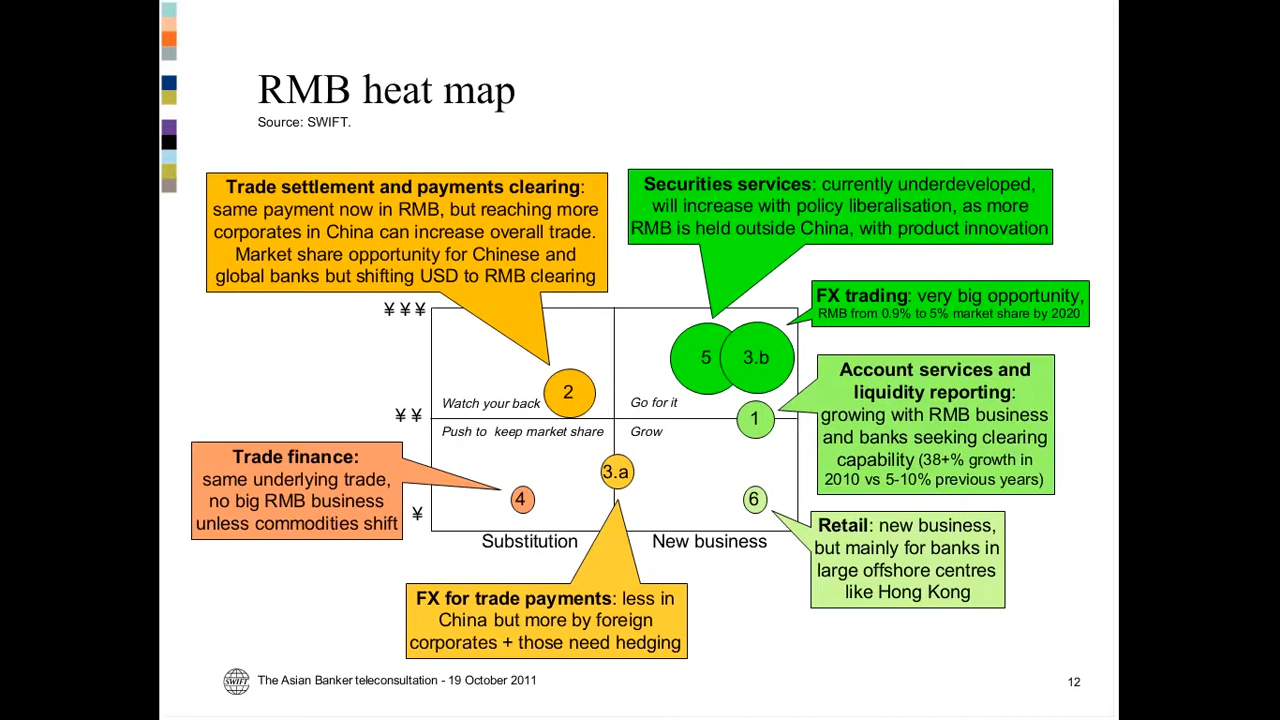 RMB heat map
Source: SWIFT.
Trade settlement and payments clearing:
same payment now in RMB, but reaching more
corporates in China can increase overall trade.
Market share opportunity for Chinese and
global banks but shifting USD to RMB clearing
Securities services: currently underdeveloped,
will increase with policy liberalisation, as more
RMB is held outside China, with product innovation
FX trading: very big opportunity,
RMB from 0.9% to 5% market share by 2020
¥ ¥ ¥
5
3.b
Account services and
liquidity reporting:
growing with RMB business
and banks seeking clearing
capability (38+% growth in
2010 vs 5-10% previous years)
2
Watch your back
Go for it
¥ ¥
1
Push to keep market share
Grow
Trade finance:
same underlying trade,
no big RMB business
unless commodities shift
3.a
4
6
¥
Retail: new business,
but mainly for banks in
large offshore centres
like Hong Kong
Substitution
New business
FX for trade payments: less in
China but more by foreign
corporates + those need hedging
SWIFT
The Asian Banker teleconsultation - 19 October 2011
12